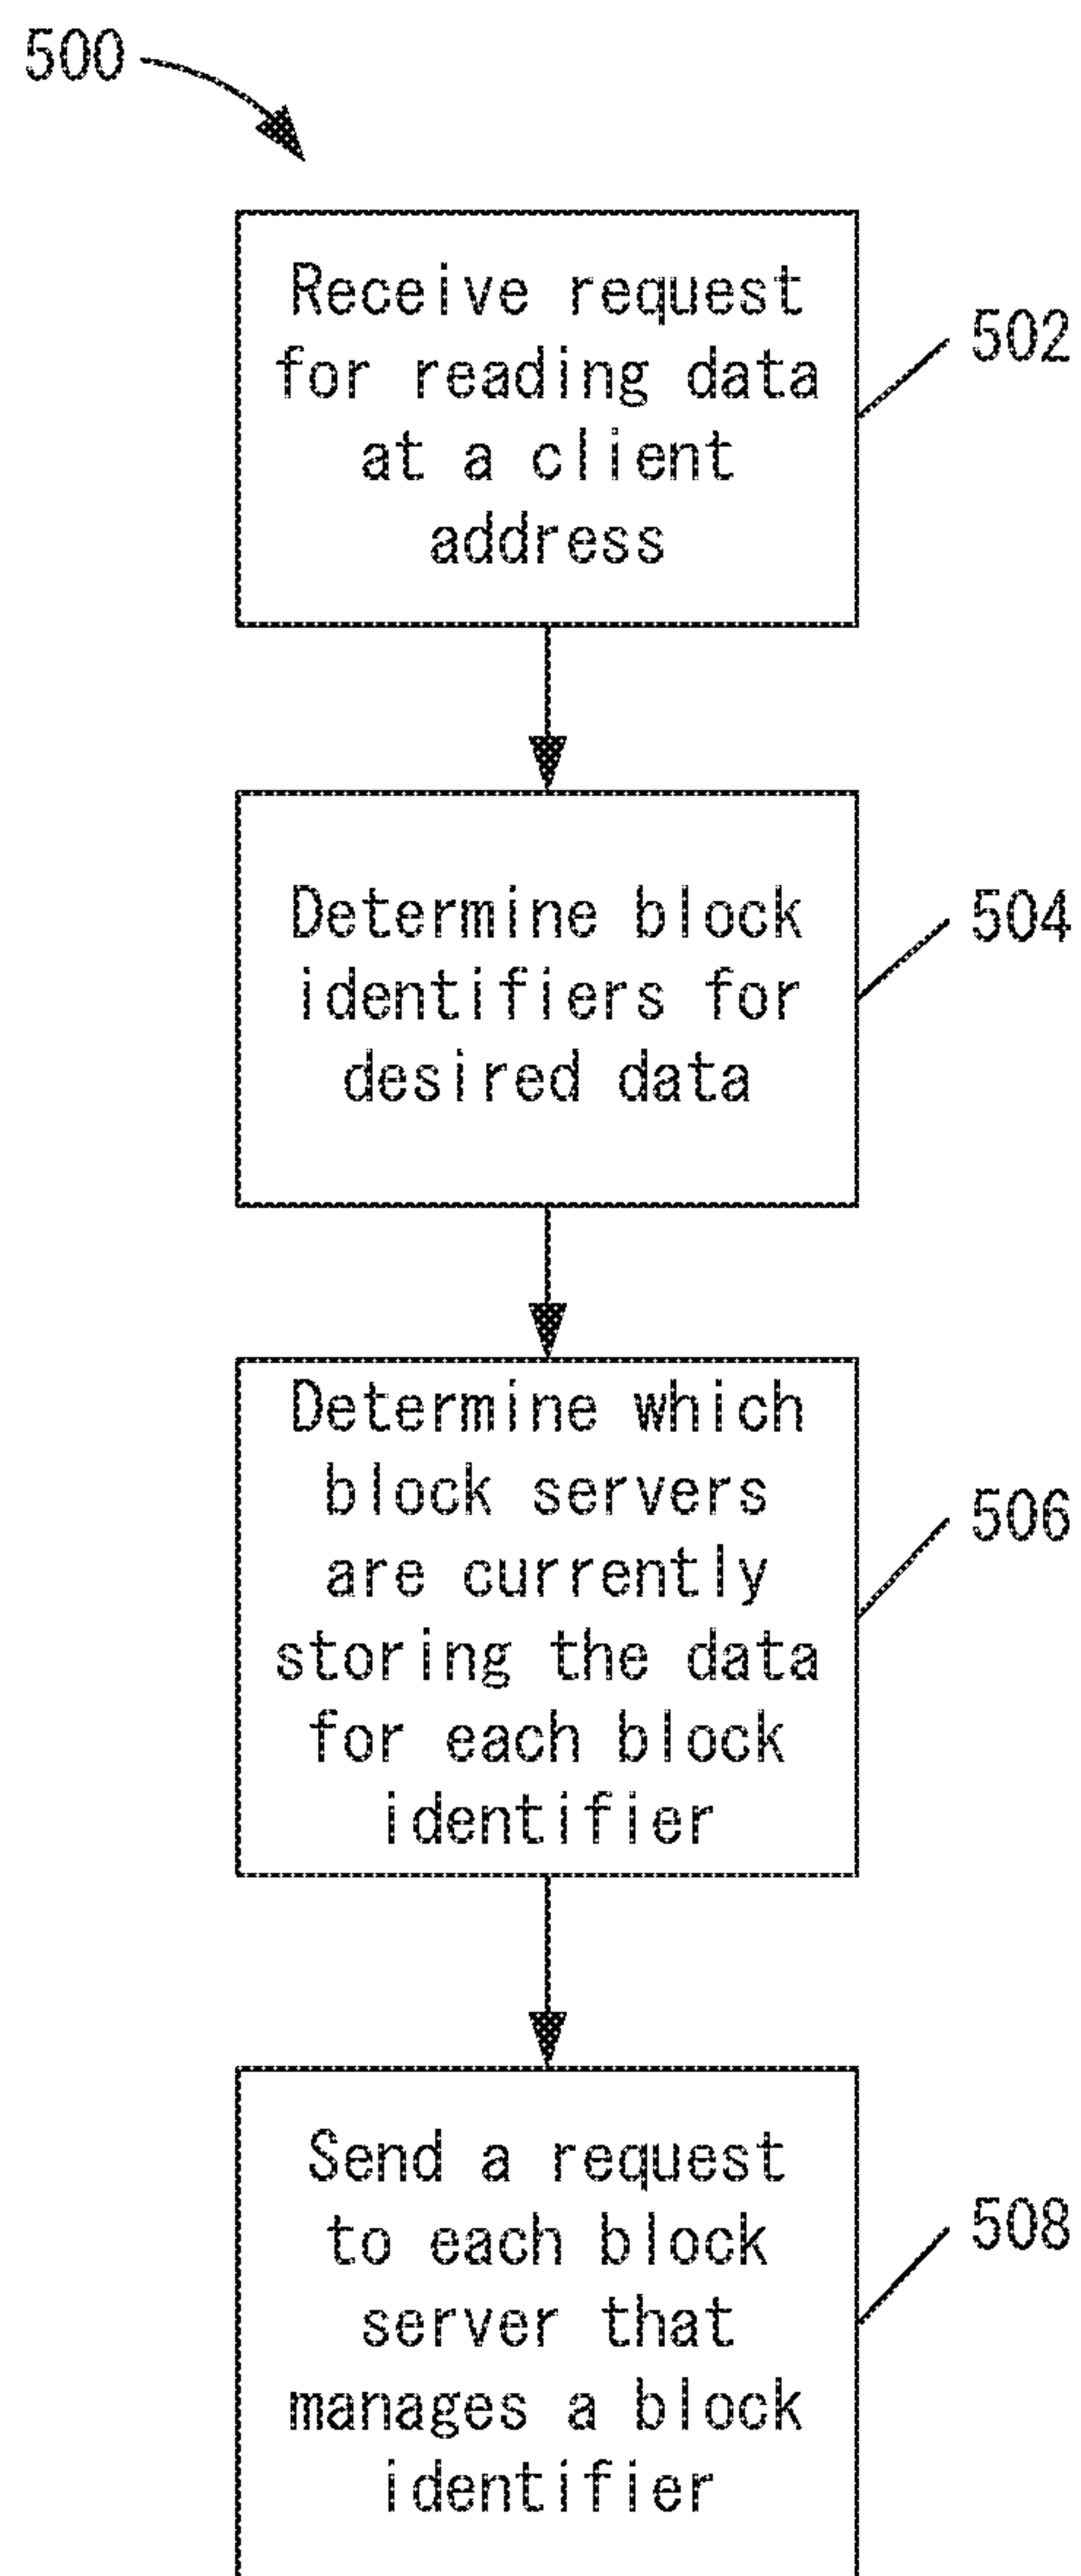 500
Receive request
for reading data
at a client
address
502
Determine block
identifiers for
desired data
504
Determine which
block servers
are currently
storing the data
for each block
identifier
506
Send a request
to each block
server that
manages a block
identifier
508